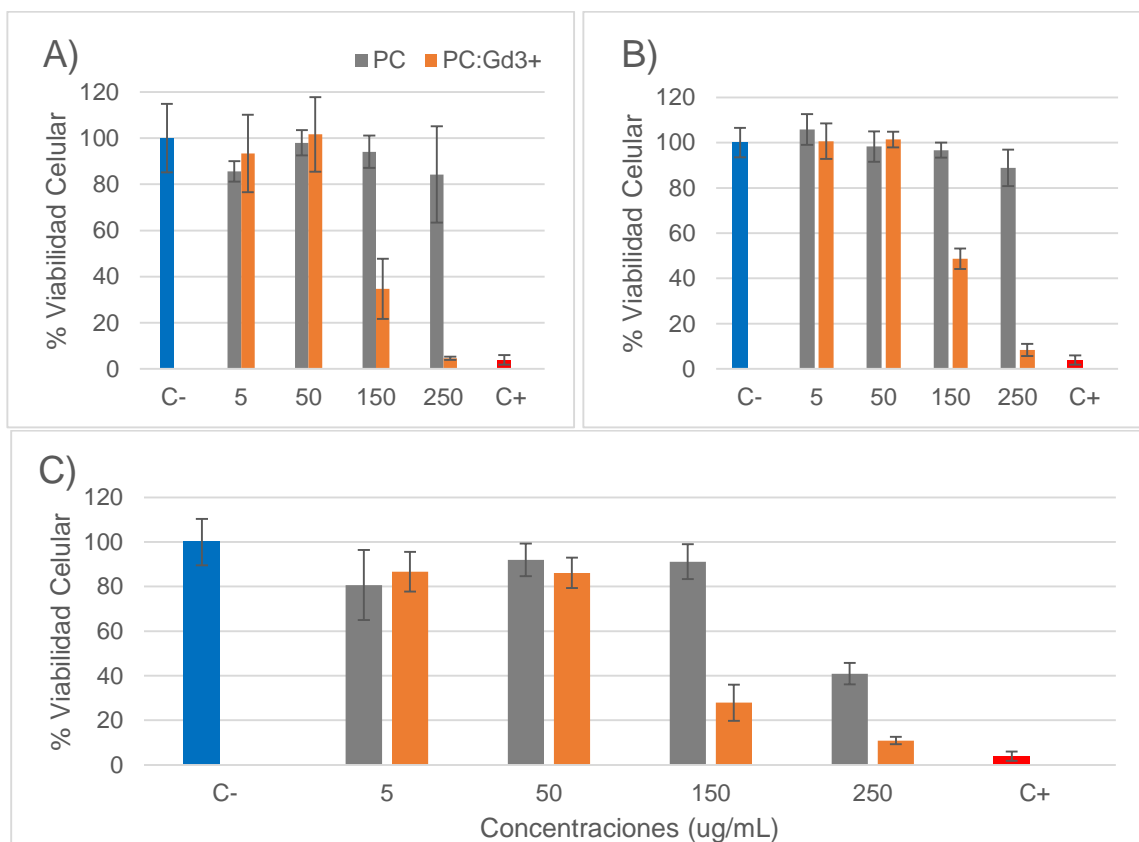 A)
PC PC:Gd3+
% Viabilidad Celular
120
100
80
60
40
20
0
C- 5 50 150 250 C+
B)
% Viabilidad Celular
120
100
80
60
40
20
0
C- 5 50 150 250 C+
C)
% Viabilidad Celular
120
100
80
60
40
20
0
C- 5 50 150 250 C+
Concentraciones (ug/mL)